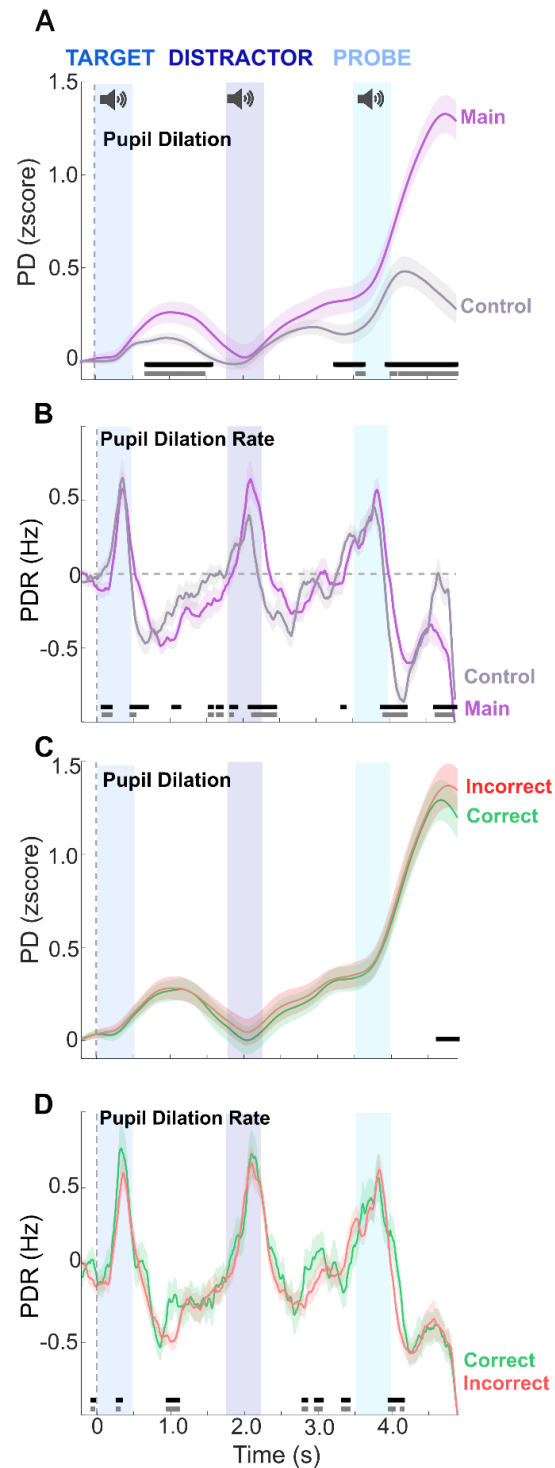 A
TARGET DISTRACTOR PROBE
1.5
Main
Pupil Dilation
1.0
PD (zscore)
0.5
Control
0
B
Pupil Dilation Rate
0.5
PDR (Hz)
0
-0.5
Control
Main
C
1.5
Pupil Dilation
Incorrect
Correct
1.0
PD (zscore)
0.5
0
D
Pupil Dilation Rate
0.5
PDR (Hz)
0
-0.5
Correct
Incorrect
0 1.0 2.0 3.0 4.0
Time (s)